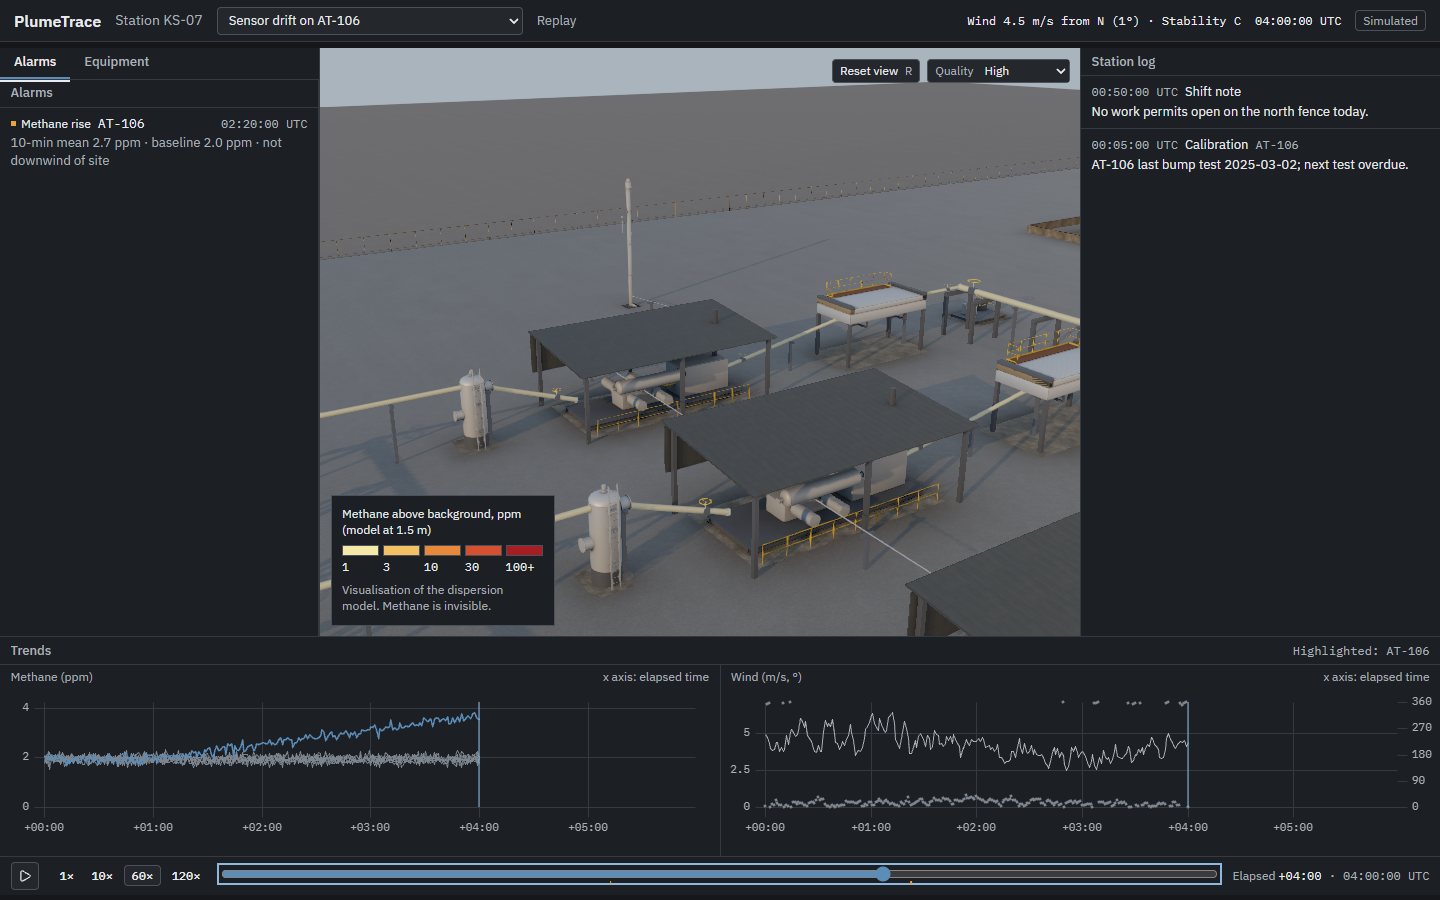 PlumeTrace Station KS-07 Sensor drift on AT-106 Replay Wind 4.5 m/s from N (1°) · Stability C 04:00:00 UTC Simulated
Alarms Equipment
Alarms
Methane rise AT-106 02:20:00 UTC
10-min mean 2.7 ppm · baseline 2.0 ppm · not
downwind of site
Reset view R Quality High
Methane above background, ppm
(model at 1.5 m)
1 3 10 30 100+
Visualisation of the dispersion
model. Methane is invisible.
Station log
00:50:00 UTC Shift note
No work permits open on the north fence today.
00:05:00 UTC Calibration AT-106
AT-106 last bump test 2025-03-02; next test overdue.
Trends Highlighted: AT-106
Methane (ppm) x axis: elapsed time
4
2
0
+00:00 +01:00 +02:00 +03:00 +04:00 +05:00
Wind (m/s, °) x axis: elapsed time
5
2.5
0
360
270
180
90
0
+00:00 +01:00 +02:00 +03:00 +04:00 +05:00
1× 10× 60× 120× Elapsed +04:00 · 04:00:00 UTC